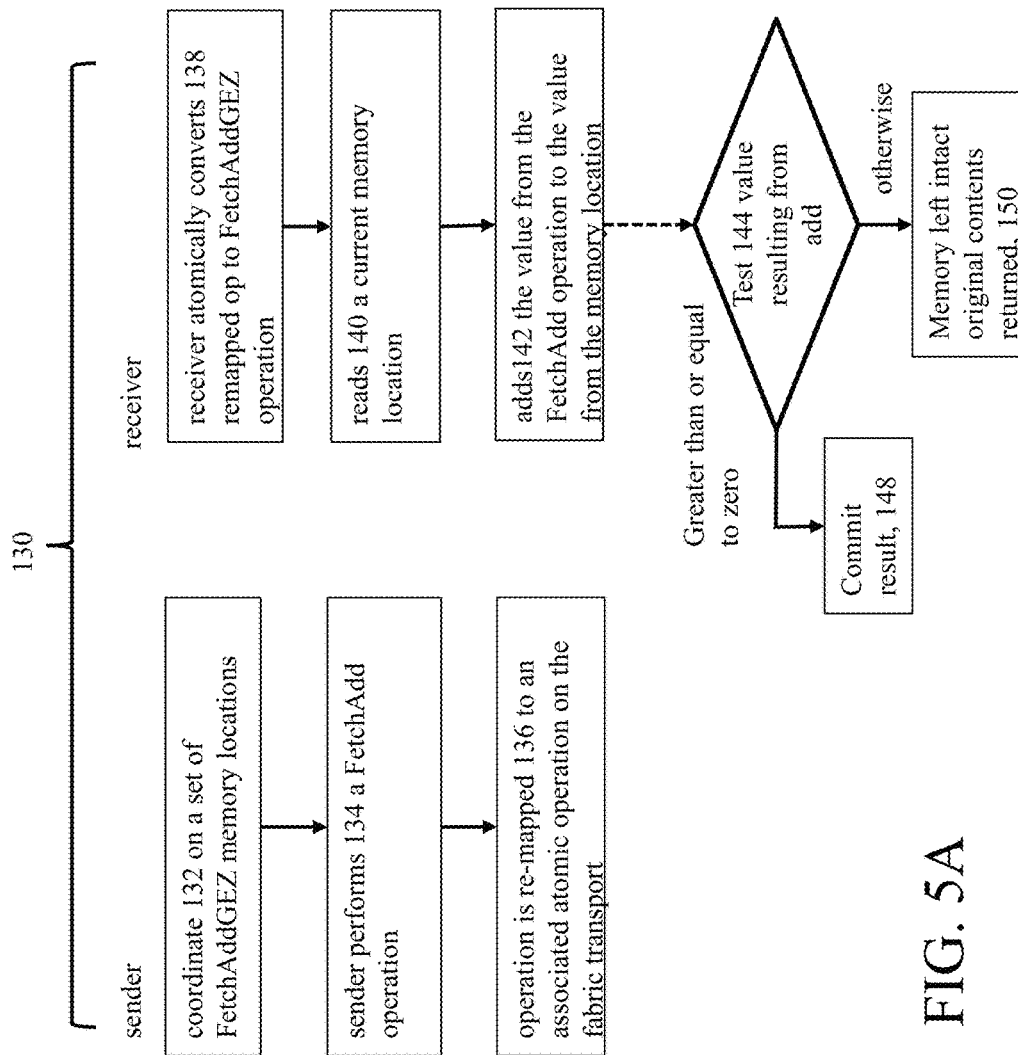 130
sender
coordinate 132 on a set of
FetchAddGEZ memory locations
sender performs 134 a FetchAdd
operation
operation is re-mapped 136 to an
associated atomic operation on the
fabric transport
receiver
receiver atomically converts 138
remapped op to FetchAddGEZ
operation
reads 140 a current memory
location
adds142 the value from the
FetchAdd operation to the value
from the memory location
Test 144 value
resulting from
add
Greater than or equal
to zero
otherwise
Commit
result, 148
Memory left intact
original contents
returned, 150
FIG. 5A